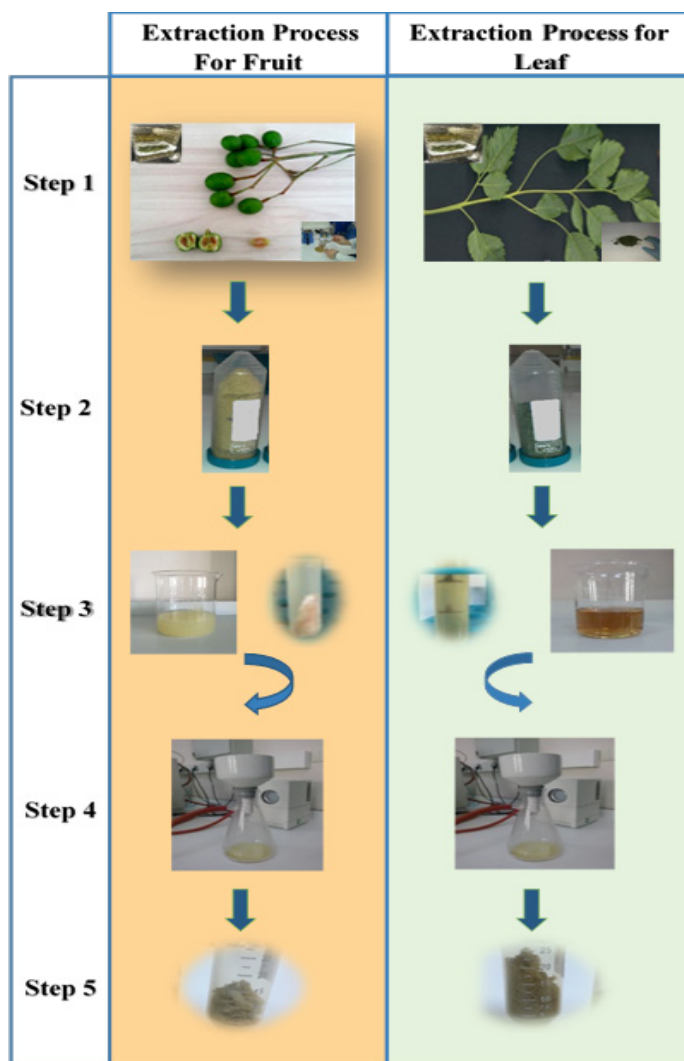 Extraction Process
For Fruit
Extraction Process for
Leaf
Step 1
Step 2
Step 3
Step 4
Step 5